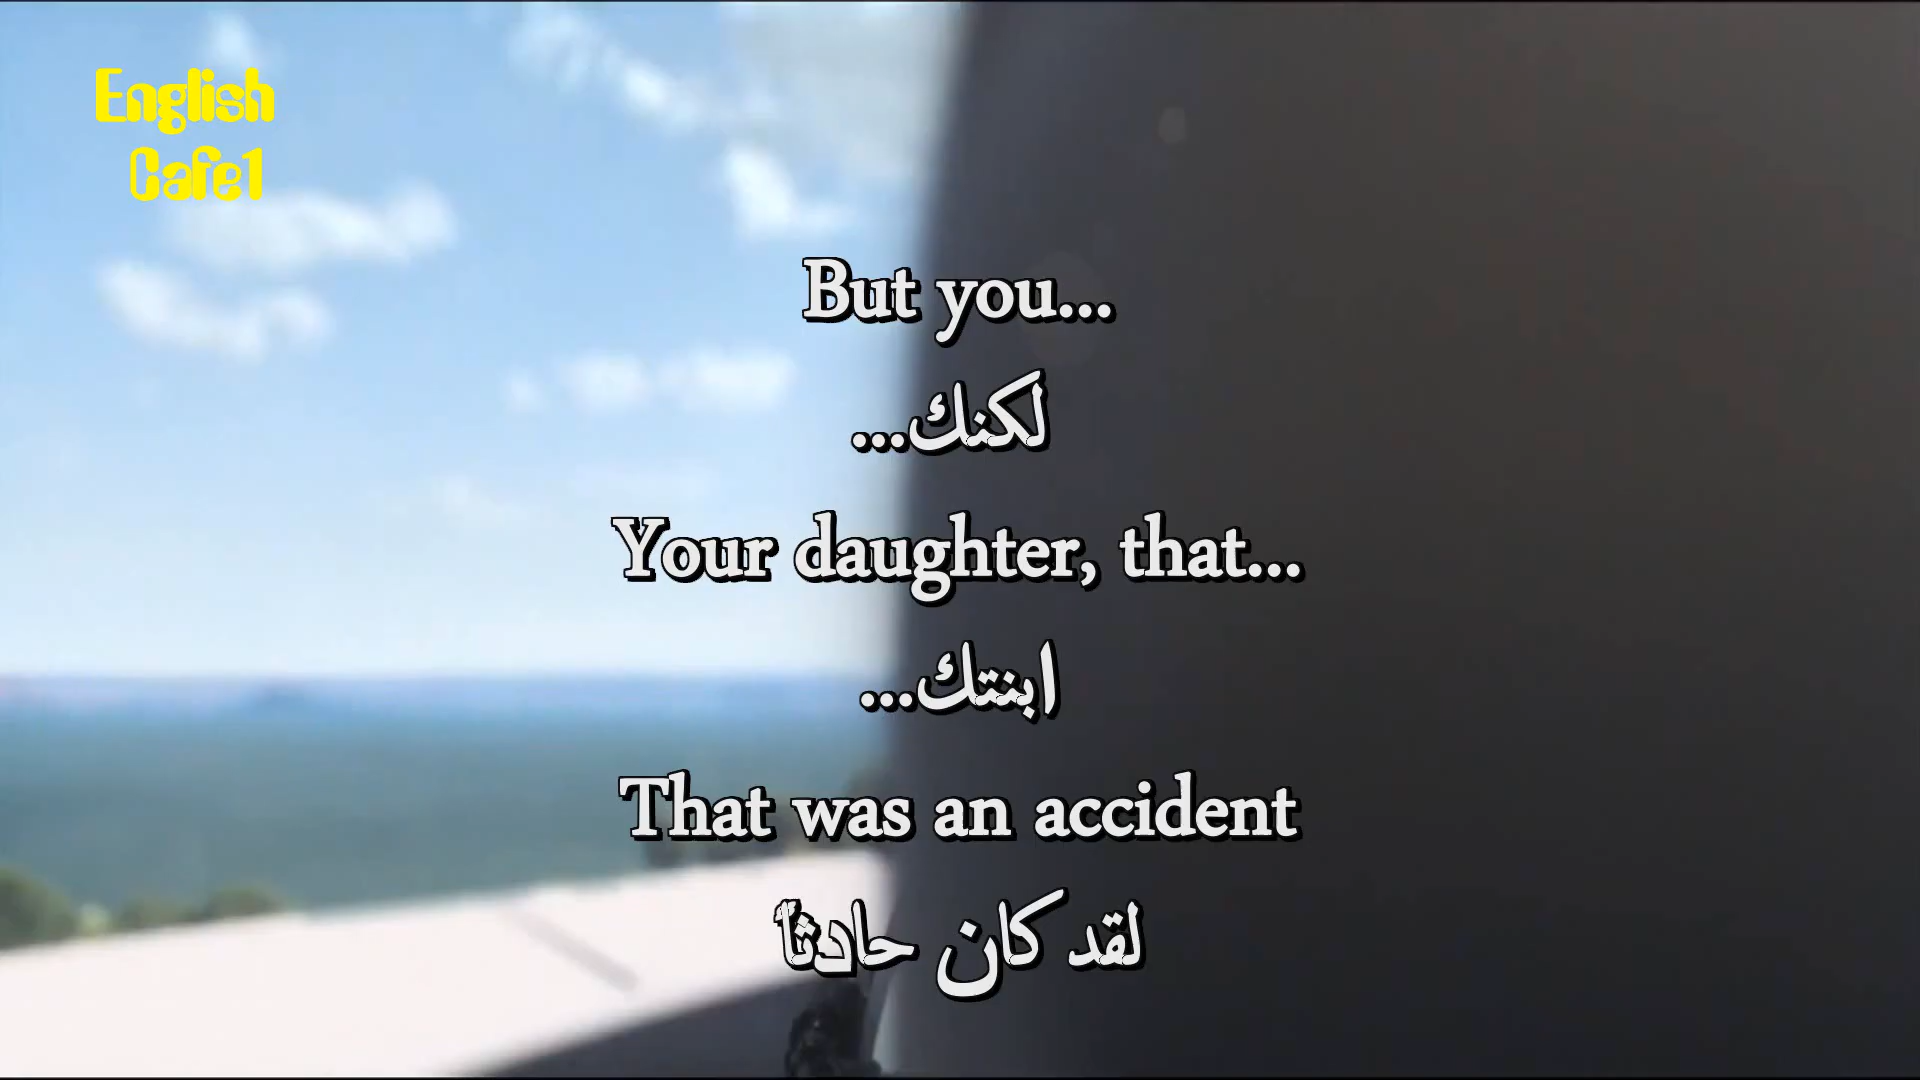 English
Cafe1
But you...
لكنك...
Your daughter, that...
ابنتك...
That was an accident
لقد كان حادثاً